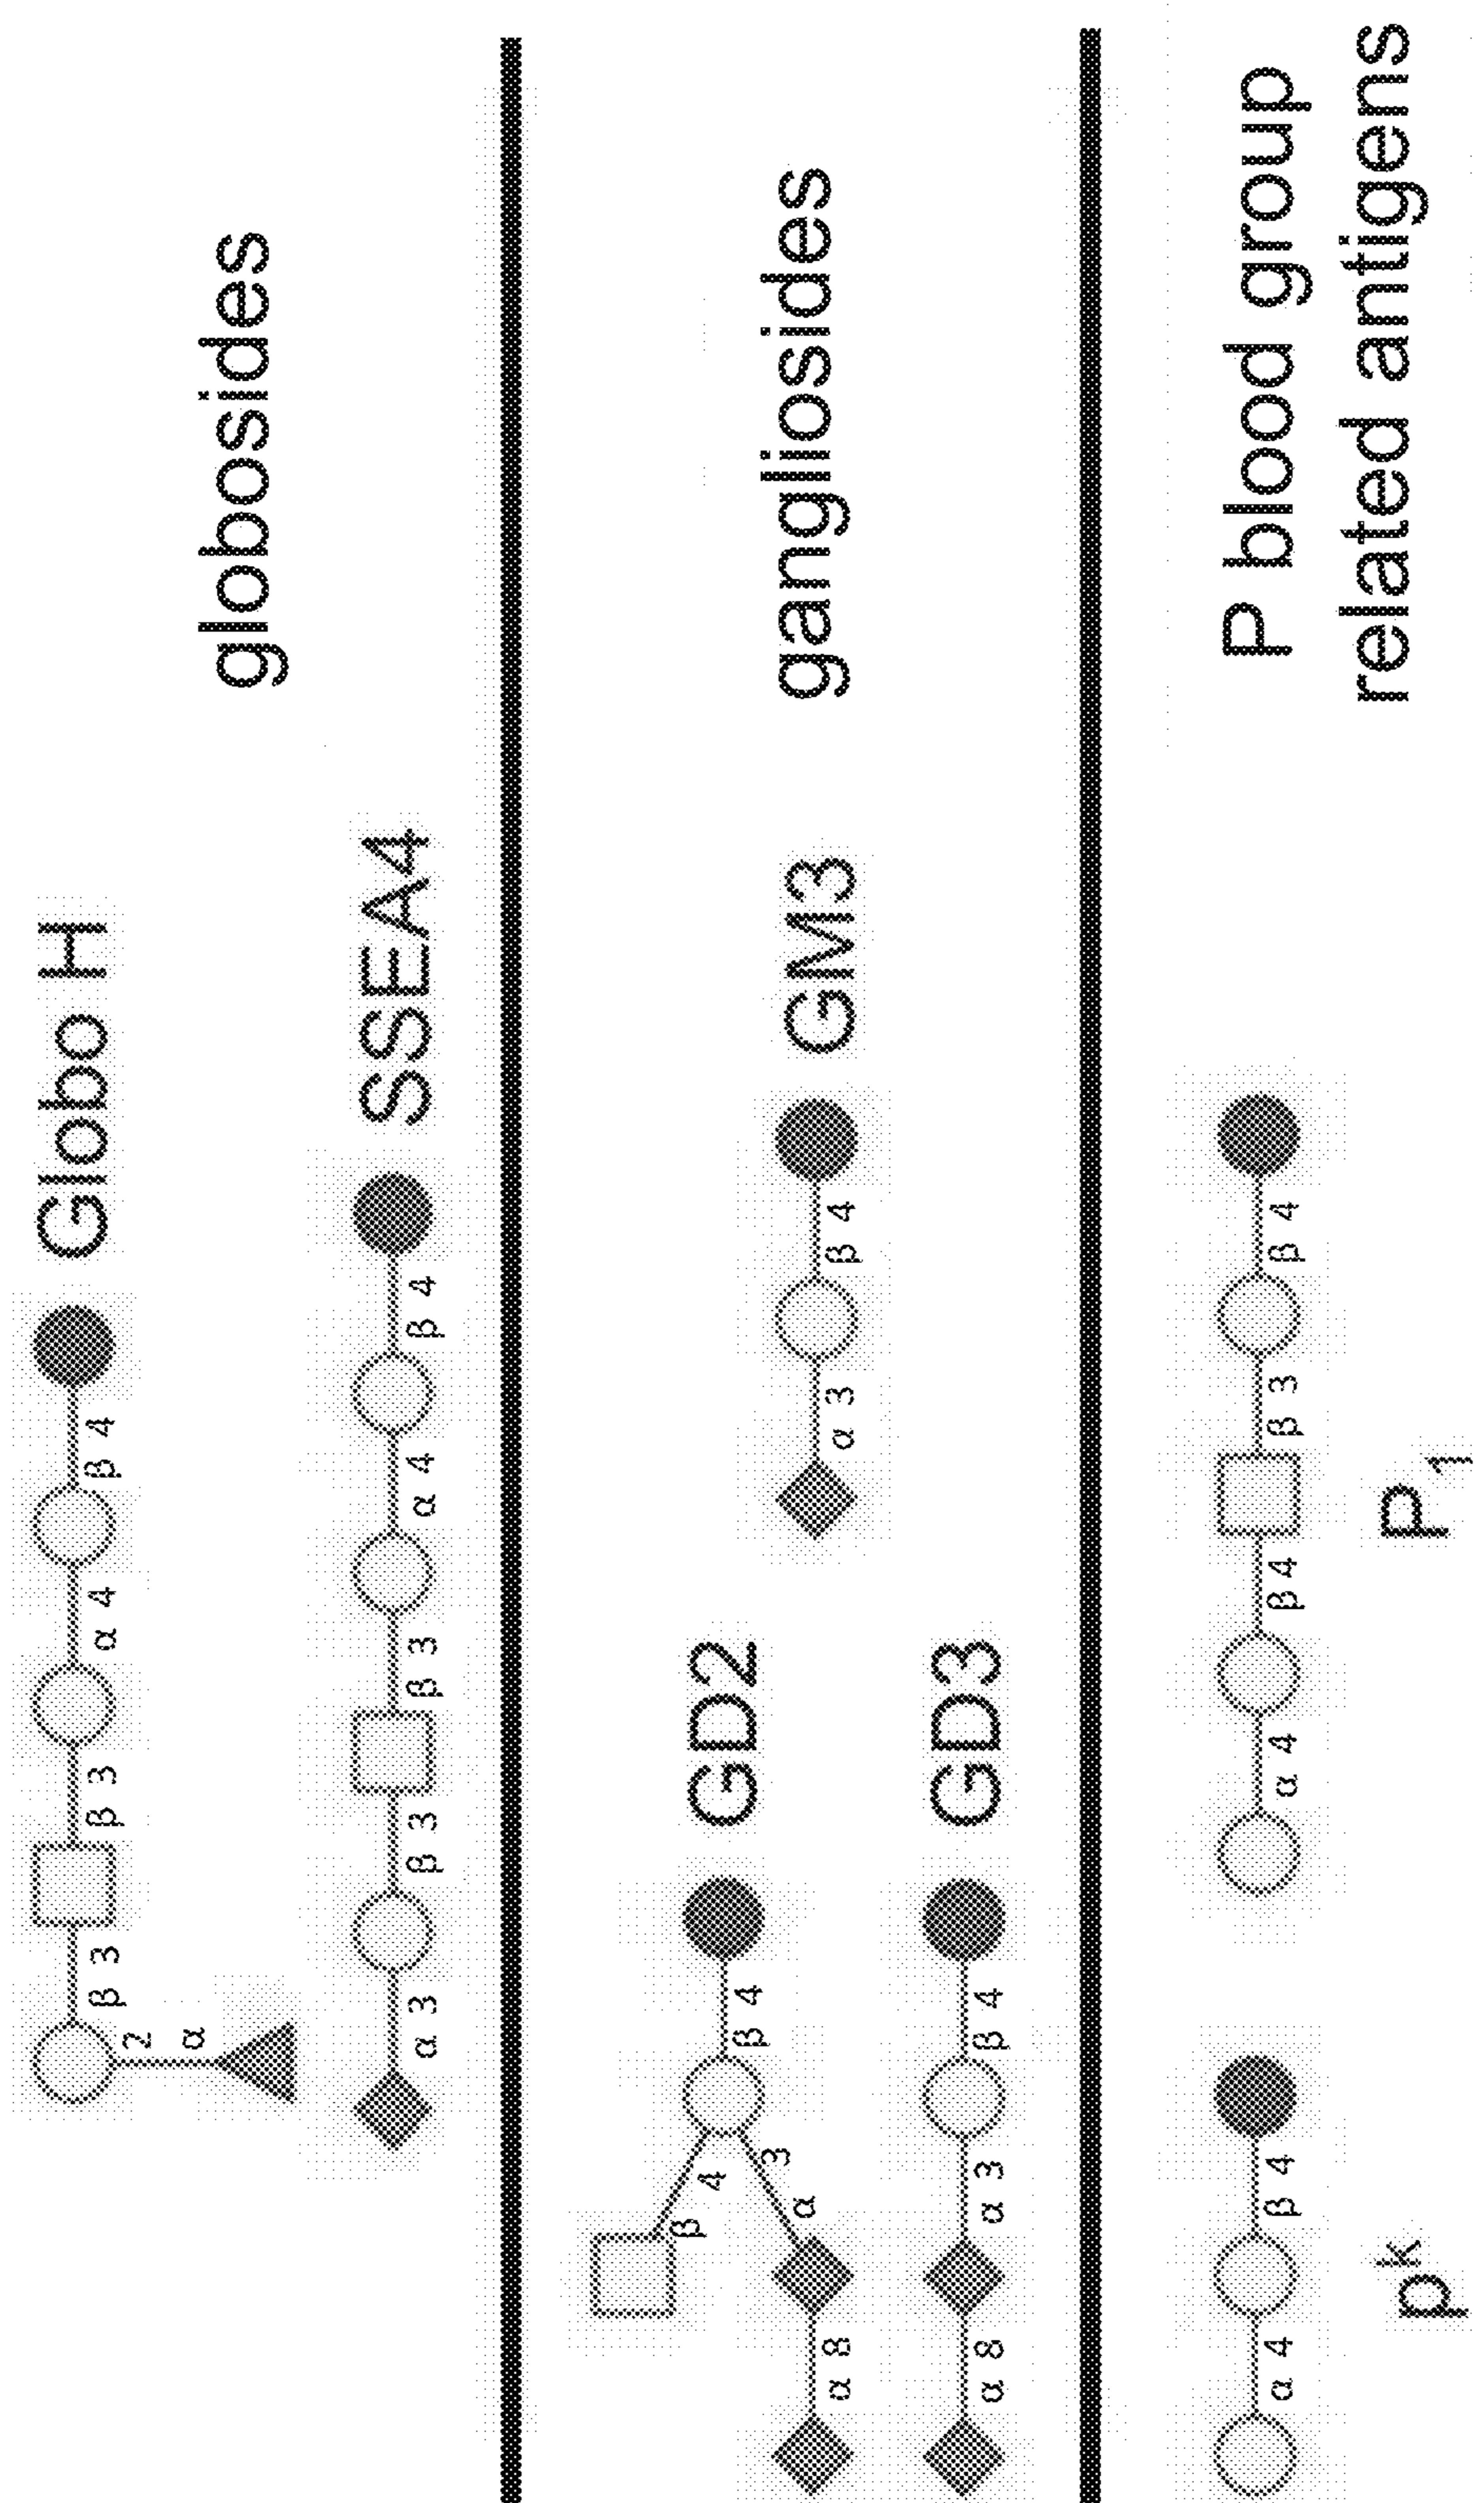 β 3 β 3 α 4 β 4 Globo H
2
α
globosides
α 3 β 3 β 3 α 4 β 4 SSEA4
β 4 β 4 GD2
α 3
α 8
α 3 β 4 GM3
gangliosides
α 8 α 3 β 4 GD3
α 4 β 4
pk
α 4 β 4 β 3 β 4
P1
P blood group
related antigens